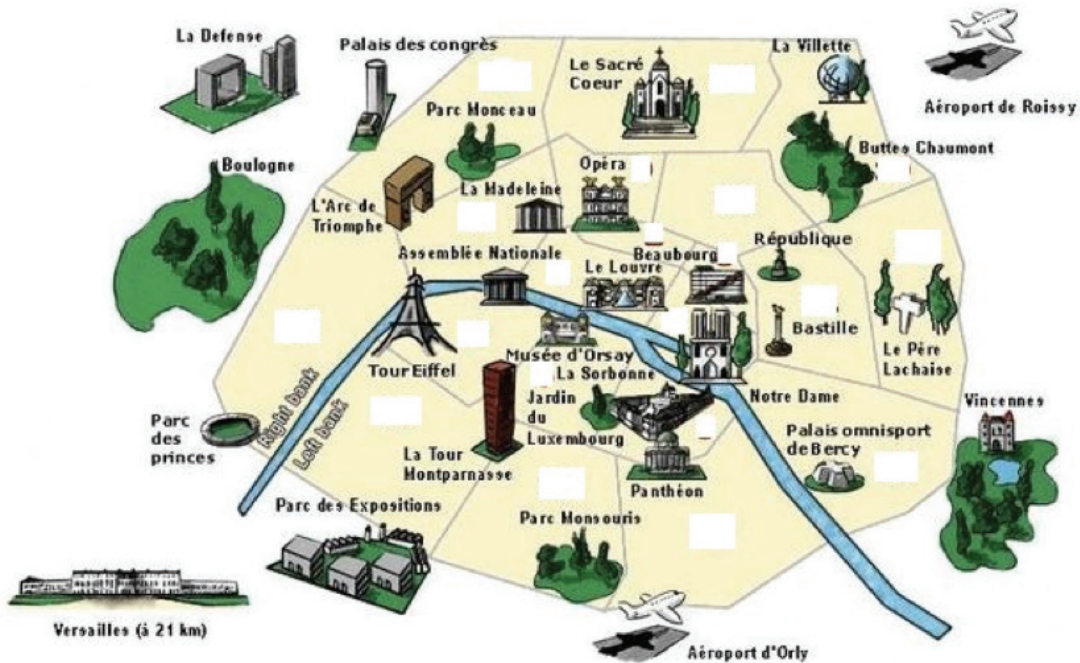 La Defense
Palais des congrès
Le Sacré
Coeur
La Villette
Aéroport de Roissy
Parc Monceau
Buttes Chaumont
Boulogne
Opéra
La Madeleine
L'Arc de
Triomphe
République
Assemblée Nationale
Beaubourg
Le Louvre
Bastille
Le Père
Lachaise
Musée d'Orsay
Tour Eiffel
La Sorbonne
Notre Dame
Jardin
du
Luxembourg
Vincennes
Right bank
Left bank
Parc
des
princes
Palais omnisport
de Bercy
La Tour
Montparnasse
Panthéon
Parc des Expositions
Parc Monsouris
Versailles (à 21 km)
Aéroport d'Orly